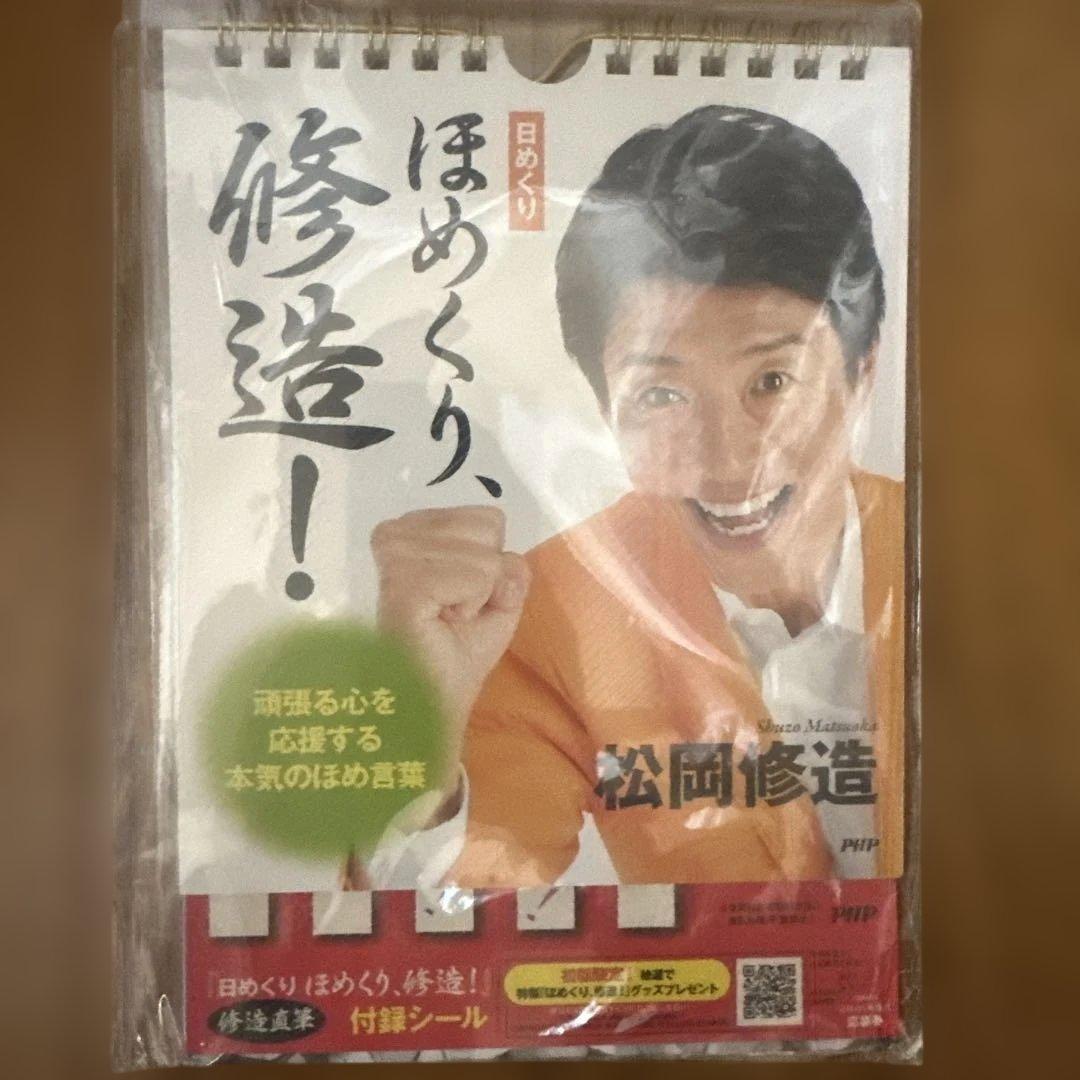 日めくり
ほめくり、
修造!
頑張る心を
応援する
本気のほめ言葉
Shuzo Matsuoka
松岡修造
PHP
PHP
『日めくり ほめくり、修造!』
修造直筆
付録シール
初版限定! 抽選で
特製『ほめくり、修造!』グッズプレゼント